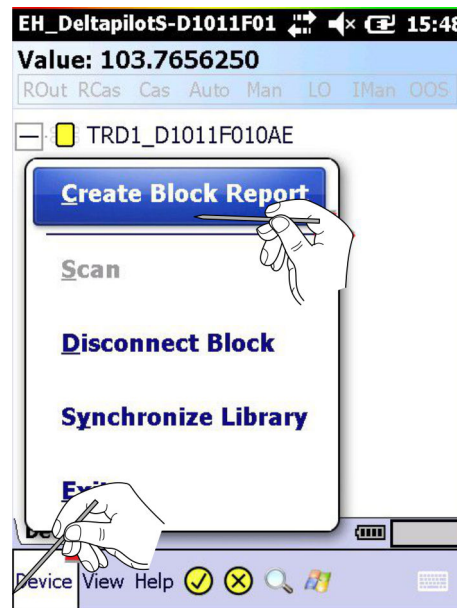 EH_DeltapilotS-D1011F01 15:48
Value: 103.7656250
ROut RCas Cas Auto Man LO IMan OOS
TRD1_D1011F010AE
Create Block Report
Scan
Disconnect Block
Synchronize Library
Exit
Device View Help